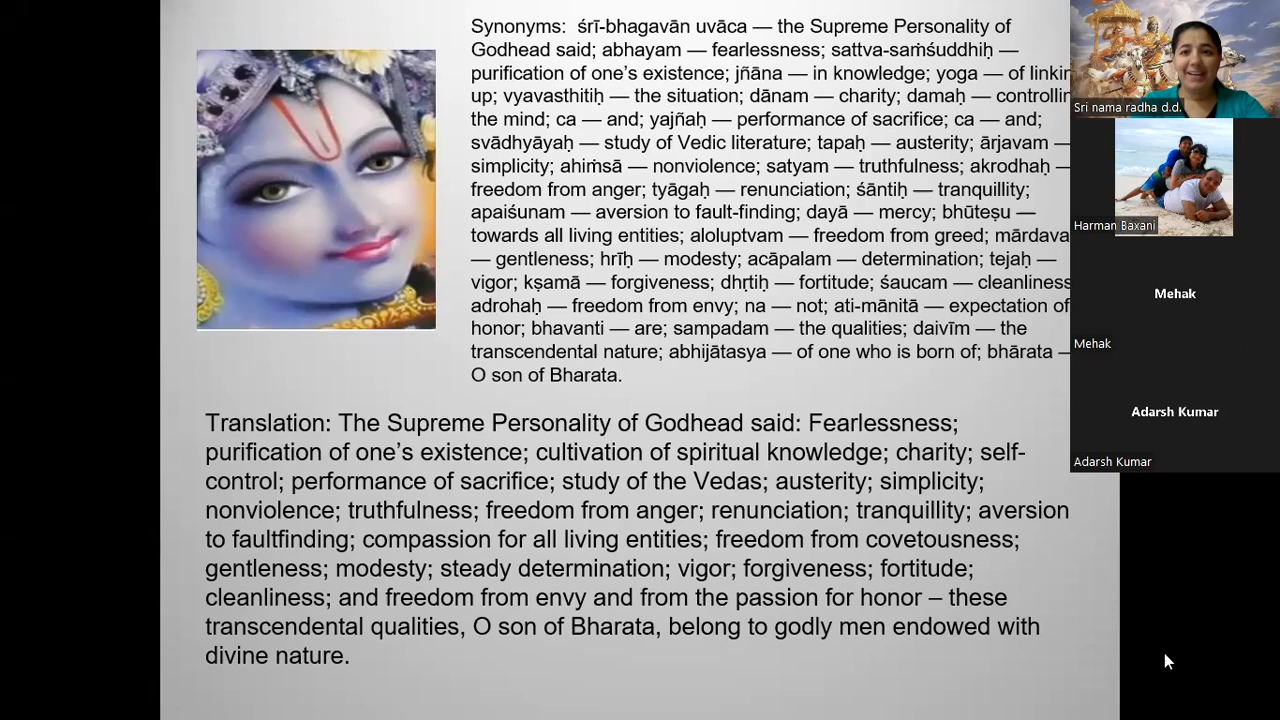 Synonyms: śrī-bhagavān uvāca — the Supreme Personality of
Godhead said; abhayam — fearlessness; sattva-saṁśuddhiḥ —
purification of one’s existence; jñāna — in knowledge; yoga — of linkin
up; vyavasthitiḥ — the situation; dānam — charity; damaḥ — controllin
the mind; ca — and; yajñaḥ — performance of sacrifice; ca — and;
svādhyāyaḥ — study of Vedic literature; tapaḥ — austerity; ārjavam —
simplicity; ahiṁsā — nonviolence; satyam — truthfulness; akrodhaḥ —
freedom from anger; tyāgaḥ — renunciation; śāntiḥ — tranquillity;
apaiśunam — aversion to fault-finding; dayā — mercy; bhūteṣu —
towards all living entities; aloluptvam — freedom from greed; mārdava
— gentleness; hrīḥ — modesty; acāpalam — determination; tejaḥ —
vigor; kṣamā — forgiveness; dhṛtiḥ — fortitude; śaucam — cleanliness
adrohaḥ — freedom from envy; na — not; ati-mānitā — expectation of
honor; bhavanti — are; sampadam — the qualities; daivīm — the
transcendental nature; abhijātasya — of one who is born of; bhārata —
O son of Bharata.
Translation: The Supreme Personality of Godhead said: Fearlessness;
purification of one’s existence; cultivation of spiritual knowledge; charity; self-
control; performance of sacrifice; study of the Vedas; austerity; simplicity;
nonviolence; truthfulness; freedom from anger; renunciation; tranquillity; aversion
to faultfinding; compassion for all living entities; freedom from covetousness;
gentleness; modesty; steady determination; vigor; forgiveness; fortitude;
cleanliness; and freedom from envy and from the passion for honor – these
transcendental qualities, O son of Bharata, belong to godly men endowed with
divine nature.
Sri nama radha d.d.
Harman Baxani
Mehak
Mehak
Adarsh Kumar
Adarsh Kumar